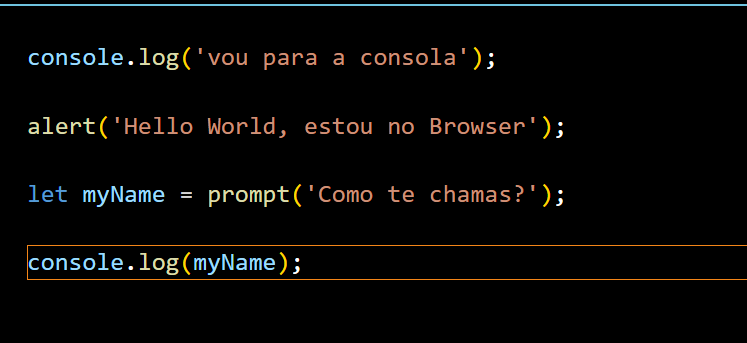 console.log('vou para a consola');
alert('Hello World, estou no Browser');
let myName = prompt('Como te chamas?');
console.log(myName);